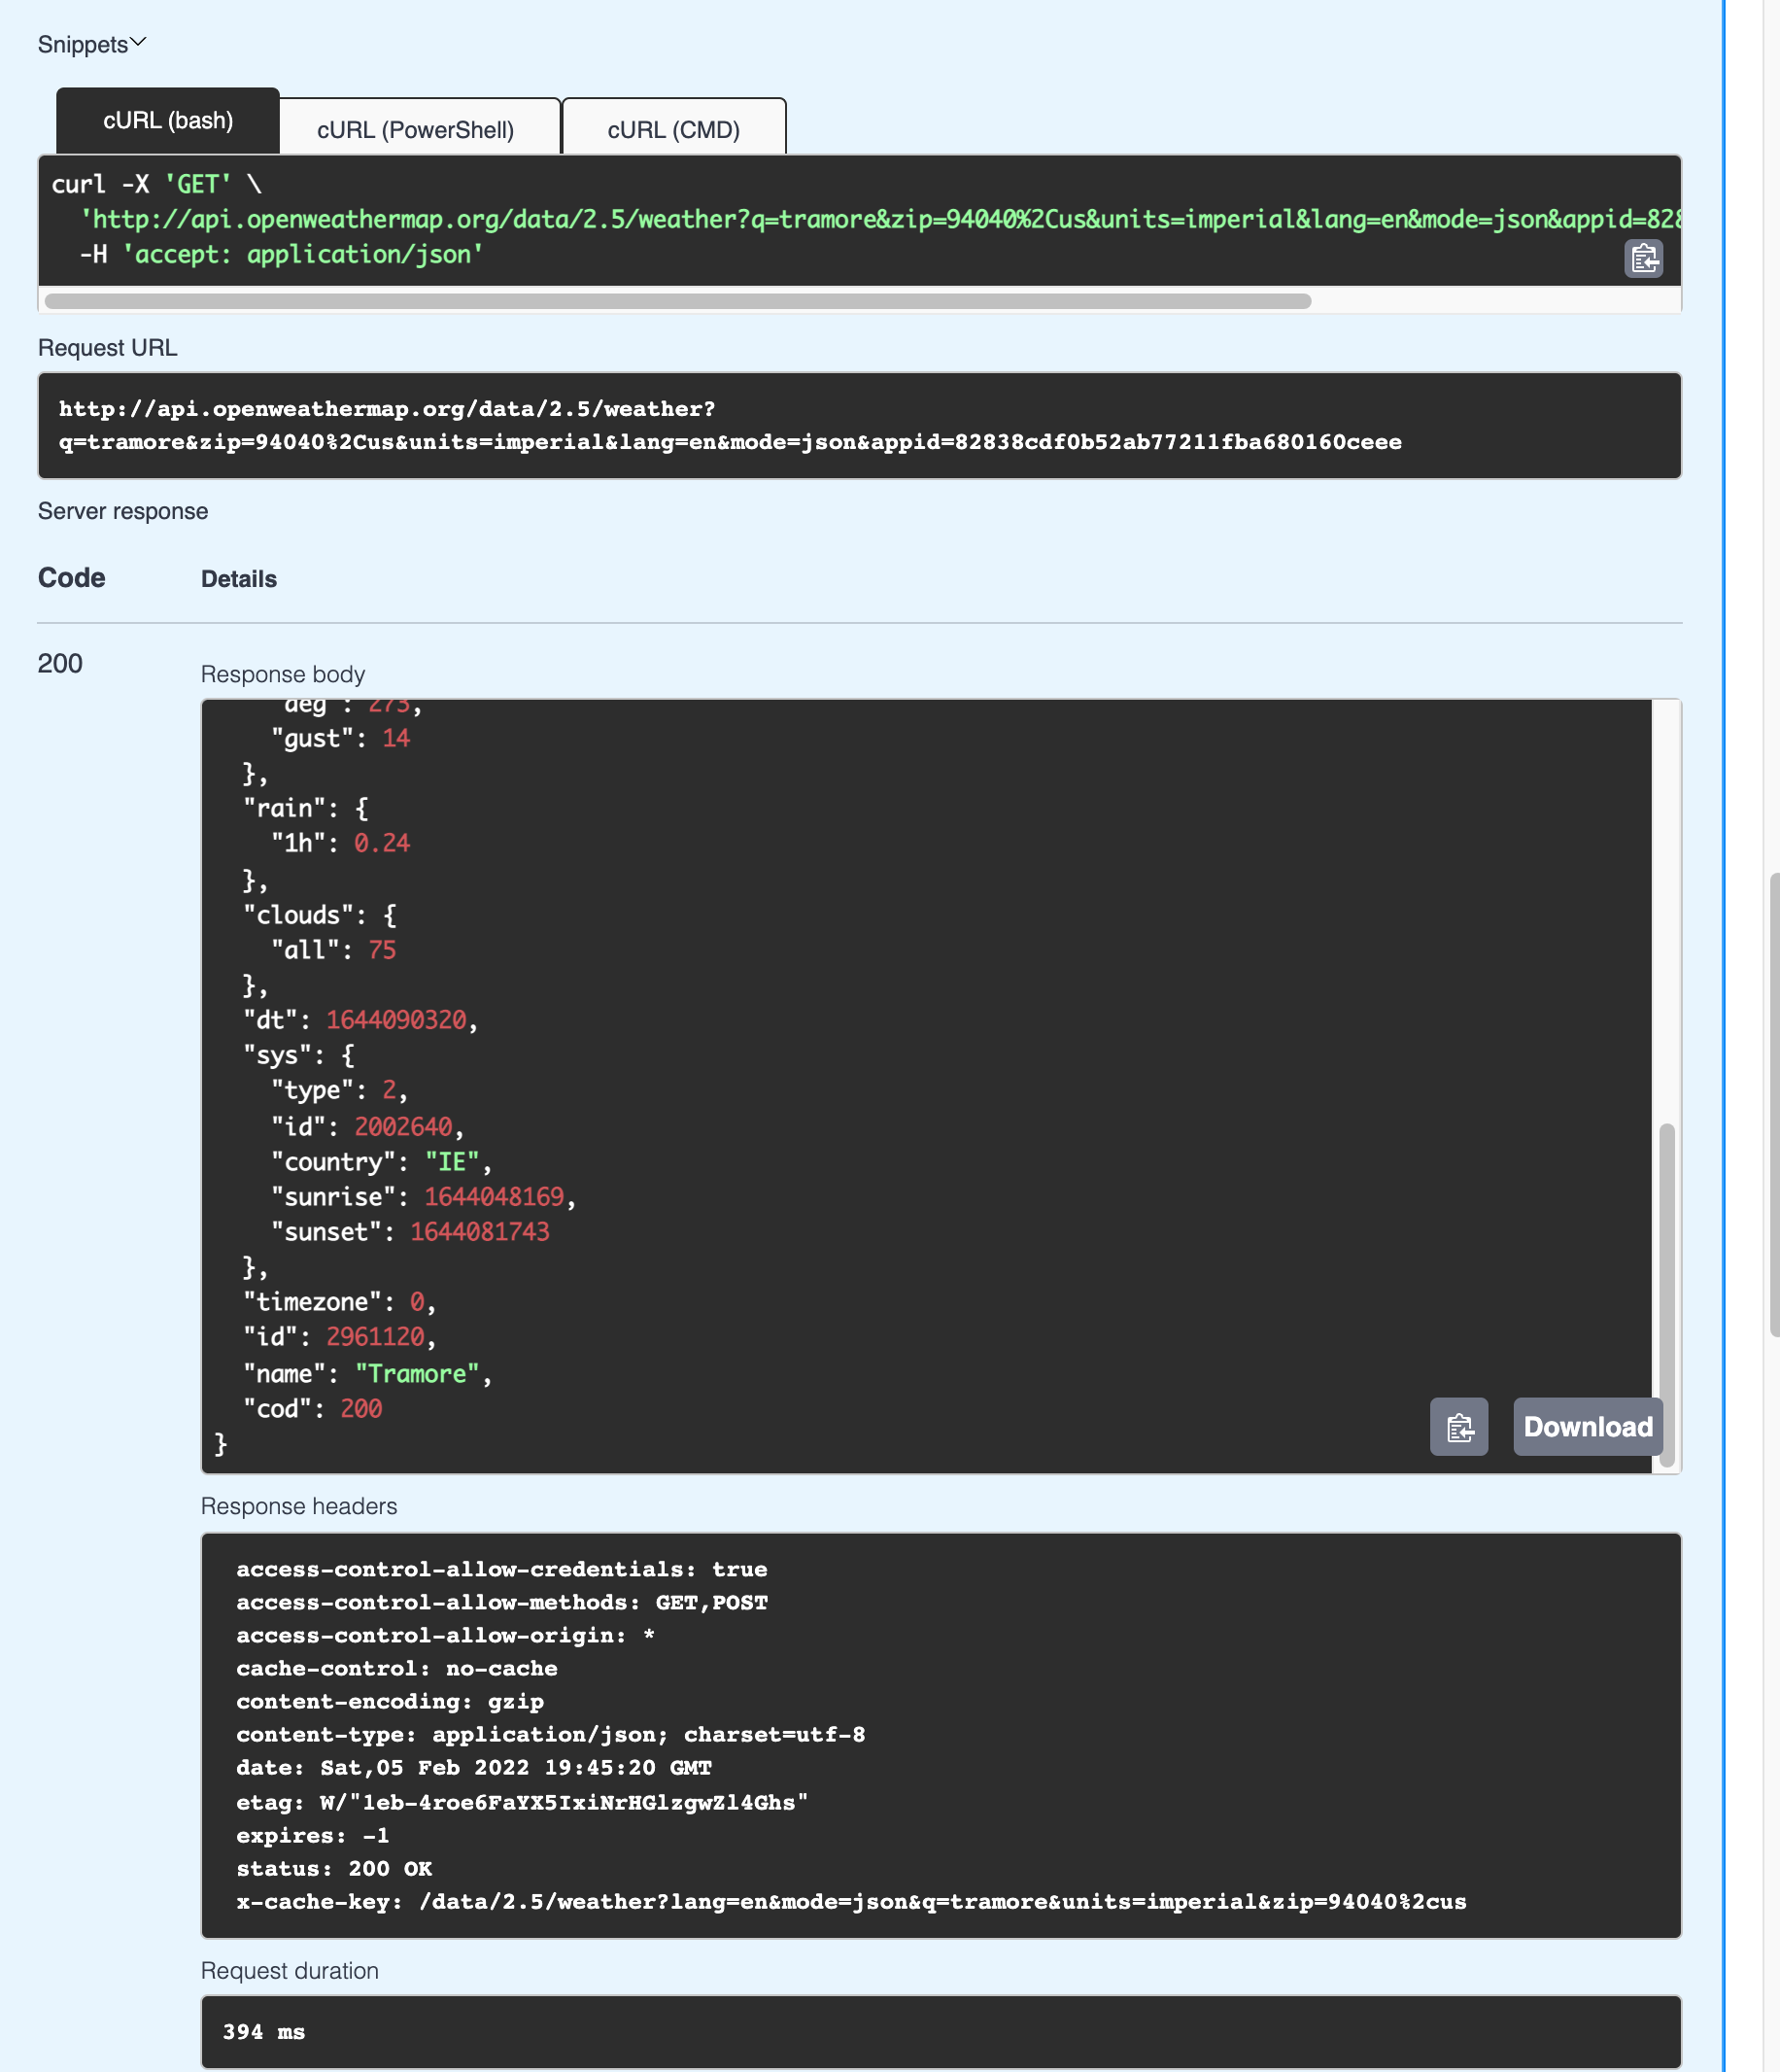 Snippets
cURL (bash) cURL (PowerShell) cURL (CMD)
curl -X 'GET' \
'http://api.openweathermap.org/data/2.5/weather?q=tramore&zip=94040%2Cus&units=imperial&lang=en&mode=json&appid=828
-H 'accept: application/json'
Request URL
http://api.openweathermap.org/data/2.5/weather?
q=tramore&zip=94040%2Cus&units=imperial&lang=en&mode=json&appid=82838cdf0b52ab77211fba680160ceee
Server response
Code Details
200
Response body
deg : 273,
"gust": 14
},
"rain": {
"1h": 0.24
},
"clouds": {
"all": 75
},
"dt": 1644090320,
"sys": {
"type": 2,
"id": 2002640,
"country": "IE",
"sunrise": 1644048169,
"sunset": 1644081743
},
"timezone": 0,
"id": 2961120,
"name": "Tramore",
"cod": 200
}
Download
Response headers
access-control-allow-credentials: true
access-control-allow-methods: GET,POST
access-control-allow-origin: *
cache-control: no-cache
content-encoding: gzip
content-type: application/json; charset=utf-8
date: Sat,05 Feb 2022 19:45:20 GMT
etag: W/"1eb-4roe6FaYX5IxiNrHGlzgwZl4Ghs"
expires: -1
status: 200 OK
x-cache-key: /data/2.5/weather?lang=en&mode=json&q=tramore&units=imperial&zip=94040%2cus
Request duration
394 ms